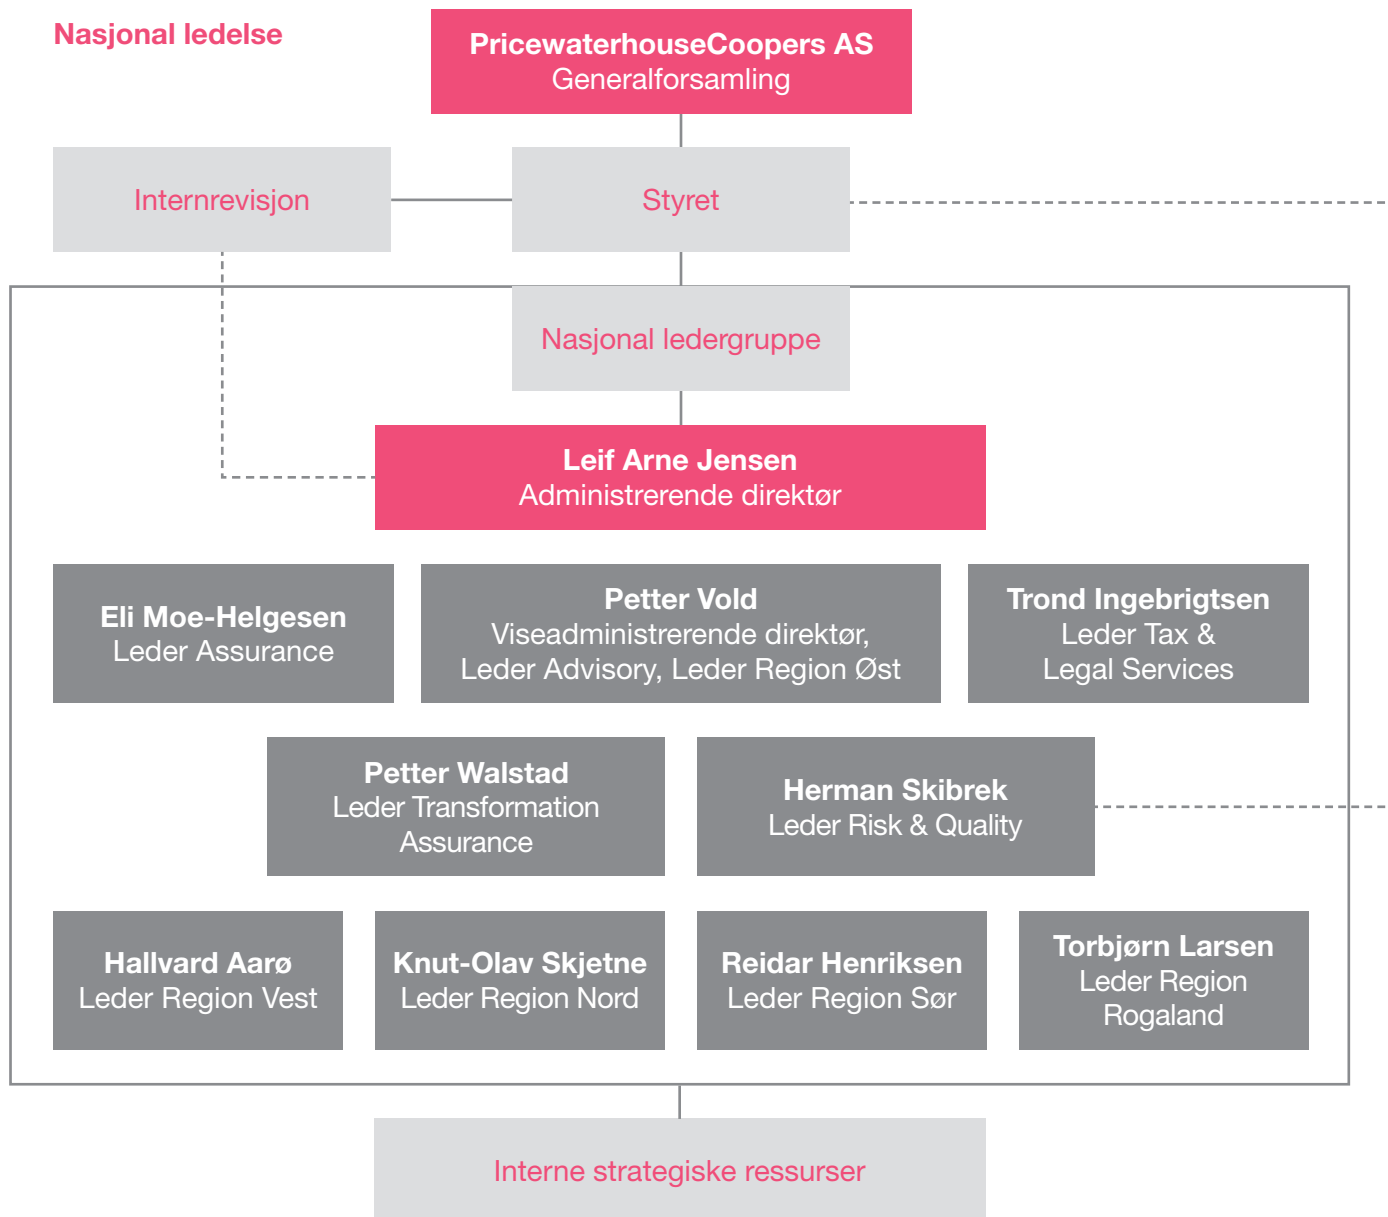 Nasjonal ledelse
PricewaterhouseCoopers AS
Generalforsamling
Internrevisjon
Styret
Nasjonal ledergruppe
Leif Arne Jensen
Administrerende direktør
Eli Moe-Helgesen
Leder Assurance
Petter Vold
Viseadministrerende direktør,
Leder Advisory, Leder Region Øst
Trond Ingebrigtsen
Leder Tax &
Legal Services
Petter Walstad
Leder Transformation
Assurance
Herman Skibrek
Leder Risk & Quality
Hallvard Aarø
Leder Region Vest
Knut-Olav Skjetne
Leder Region Nord
Reidar Henriksen
Leder Region Sør
Torbjørn Larsen
Leder Region
Rogaland
Interne strategiske ressurser